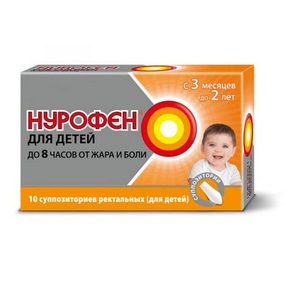 с 3 месяцев
до 2 лет
НУРОФЕН
ДЛЯ ДЕТЕЙ
ДО 8 ЧАСОВ ОТ ЖАРА И БОЛИ
СУППОЗИТОРИИ
10 суппозиториев ректальных (для детей)